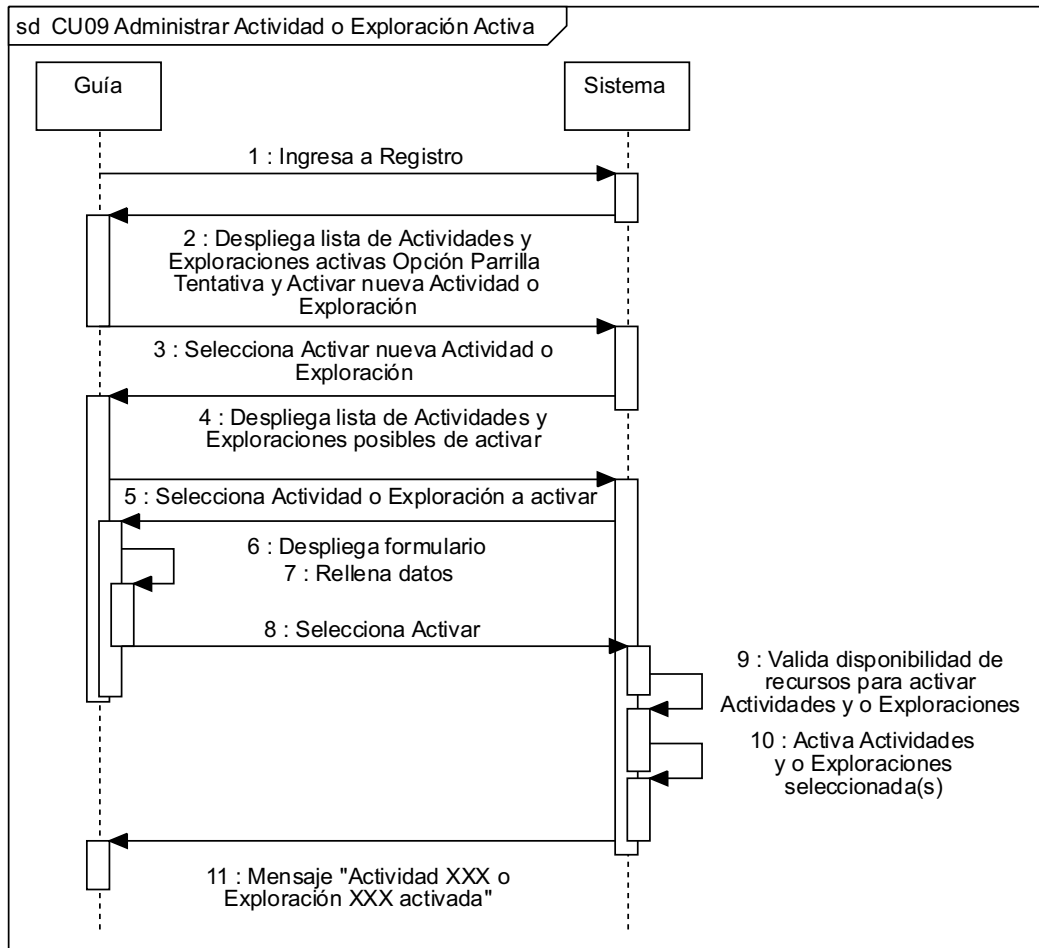 sd CU09 Administrar Actividad o Exploración Activa
Guía
Sistema
1 : Ingresa a Registro
2 : Despliega lista de Actividades y
Exploraciones activas Opción Parrilla
Tentativa y Activar nueva Actividad o
Exploración
3 : Selecciona Activar nueva Actividad o
Exploración
4 : Despliega lista de Actividades y
Exploraciones posibles de activar
5 : Selecciona Actividad o Exploración a activar
6 : Despliega formulario
7 : Rellena datos
8 : Selecciona Activar
9 : Valida disponibilidad de
recursos para activar
Actividades y o Exploraciones
10 : Activa Actividades
y o Exploraciones
seleccionada(s)
11 : Mensaje "Actividad XXX o
Exploración XXX activada"